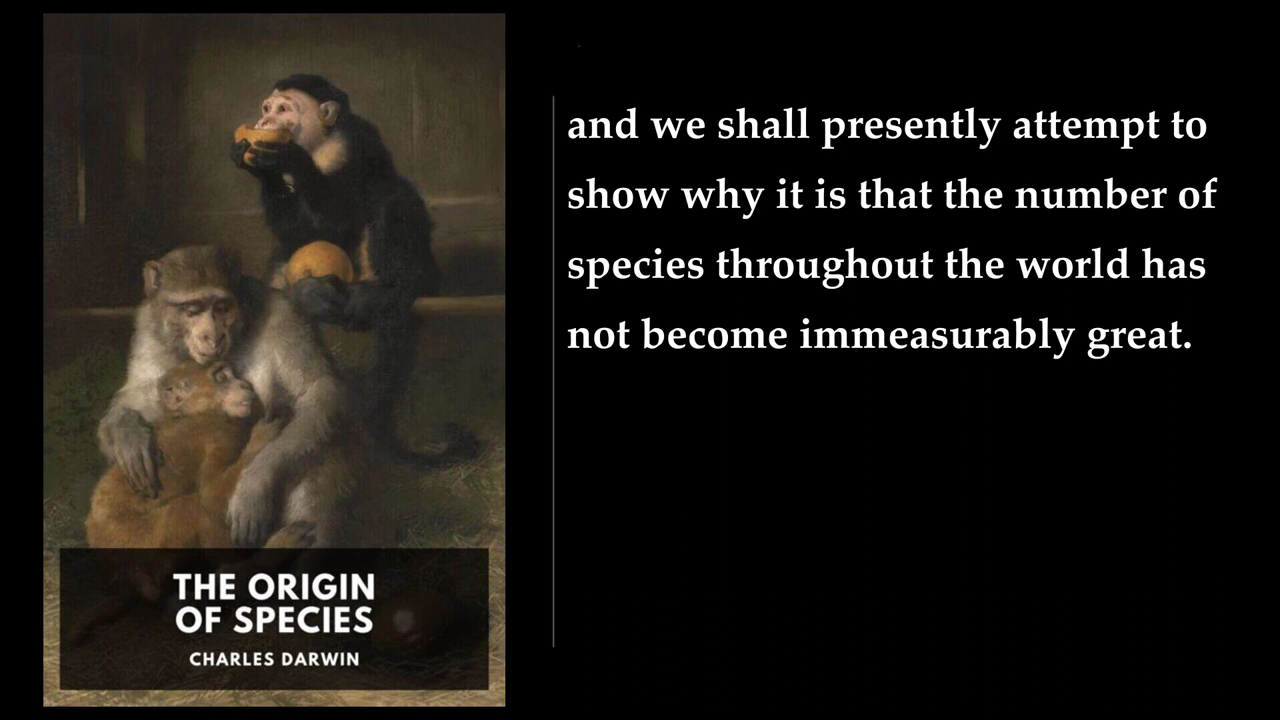 THE ORIGIN
OF SPECIES
CHARLES DARWIN
and we shall presently attempt to
show why it is that the number of
species throughout the world has
not become immeasurably great.